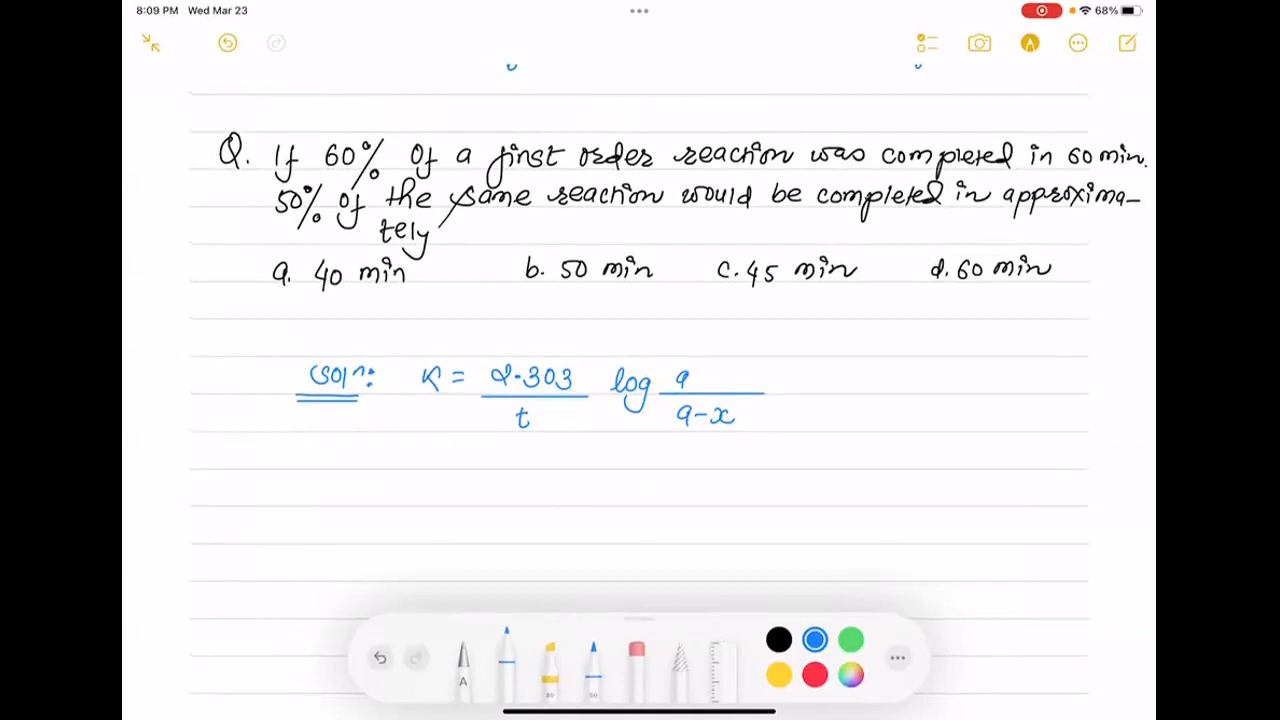 8:09 PM Wed Mar 23
68%
Q. If 60% of a first order reaction was completed in 60 min.
50% of the same reaction would be completed in approxima-
tely
a. 40 min b. 50 min c. 45 min d. 60 min
Soln: K = 2.303 / t log a / a-x
A
80
50